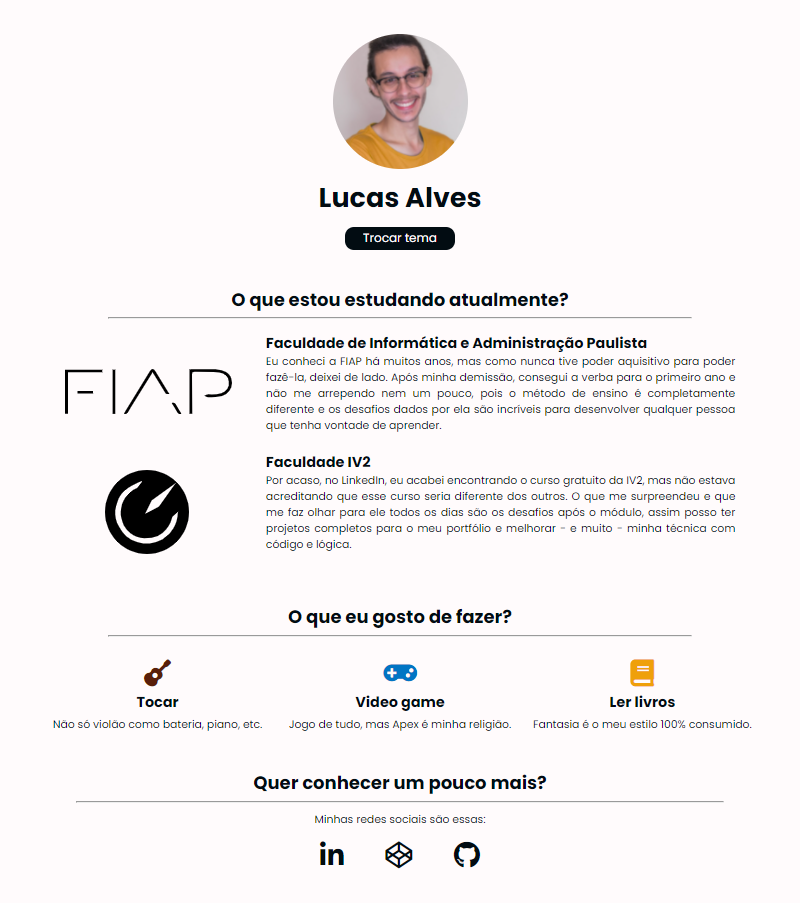 Lucas Alves
Trocar tema
O que estou estudando atualmente?
FIAP
Faculdade de Informática e Administração Paulista
Eu conheci a FIAP há muitos anos, mas como nunca tive poder aquisitivo para poder
fazê-la, deixei de lado. Após minha demissão, consegui a verba para o primeiro ano e
não me arrependo nem um pouco, pois o método de ensino é completamente
diferente e os desafios dados por ela são incríveis para desenvolver qualquer pessoa
que tenha vontade de aprender.
Faculdade IV2
Por acaso, no LinkedIn, eu acabei encontrando o curso gratuito da IV2, mas não estava
acreditando que esse curso seria diferente dos outros. O que me surpreendeu e que
me faz olhar para ele todos os dias são os desafios após o módulo, assim posso ter
projetos completos para o meu portfólio e melhorar - e muito - minha técnica com
código e lógica.
O que eu gosto de fazer?
Tocar
Não só violão como bateria, piano, etc.
Video game
Jogo de tudo, mas Apex é minha religião.
Ler livros
Fantasia é o meu estilo 100% consumido.
Quer conhecer um pouco mais?
Minhas redes sociais são essas:
in